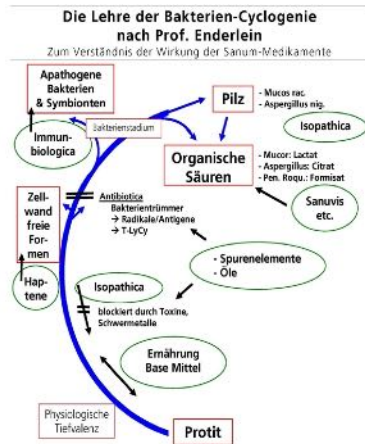 Die Lehre der Bakterien-Cyclogenie
nach Prof. Enderlein
Zum Verständnis der Wirkung der Sanum-Medikamente
Apathogene
Bakterien
& Symbionten
Immun-
biologica
Bakterienstadium
Pilz
- Mucos rac.
- Aspergillus nig.
Isopathica
Organische
Säuren
- Mucor: Lactat
- Aspergillus: Citrat
- Pen. Roqu.: Formisat
Sanuvis
etc.
Zell-
wand
freie
For-
men
Antibiotica
Bakterientrümmer
→ Radikale/Antigene
→ T-LyCy
Hap-
tene
Isopathica
blockiert durch Toxine,
Schwermetalle
- Spurenelemente
- Öle
Ernährung
Base Mittel
Physiologische
Tiefvalenz
Protit